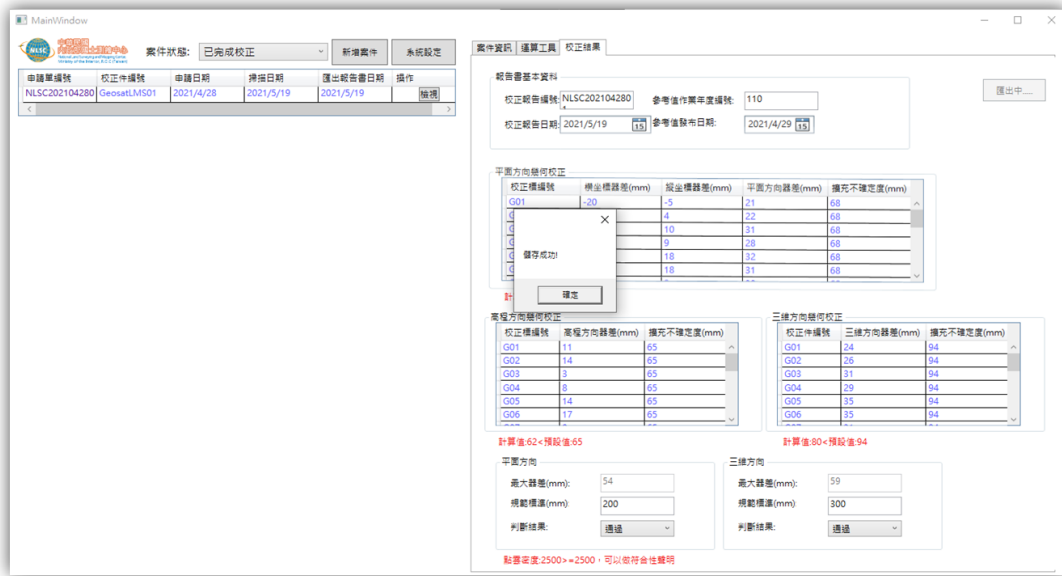 MainWindow
NLSC
案件狀態: 已完成校正 新增案件 系統設定
申請單編號 校正件編號 申請日期 掃描日期 匯出報告書日期 操作
NLSC202104280 GeosatLMS01 2021/4/28 2021/5/19 2021/5/19 檢視
案件資訊 運算工具 校正結果
報告書基本資料
校正報告編號: NLSC202104280 參考值作業年度編號: 110
校正報告日期: 2021/5/19 15 參考值發布日期: 2021/4/29 15
匯出中.....
平面方向幾何校正
校正標編號 橫坐標器差(mm) 縱坐標器差(mm) 平面方向器差(mm) 擴充不確定度(mm)
G01 -20 -5 21 68
4 22 68
10 31 68
9 28 68
18 32 68
18 31 68
儲存成功!
確定
計
高程方向幾何校正
校正標編號 高程方向器差(mm) 擴充不確定度(mm)
G01 11 65
G02 14 65
G03 3 65
G04 8 65
G05 14 65
G06 17 65
計算值:62<預設值:65
三維方向幾何校正
校正件編號 三維方向器差(mm) 擴充不確定度(mm)
G01 24 94
G02 26 94
G03 31 94
G04 29 94
G05 35 94
G06 35 94
計算值:80<預設值:94
平面方向
最大器差(mm): 54
規範標準(mm): 200
判斷結果: 通過
三維方向
最大器差(mm): 59
規範標準(mm): 300
判斷結果: 通過
點雲密度:2500>=2500，可以做符合性聲明